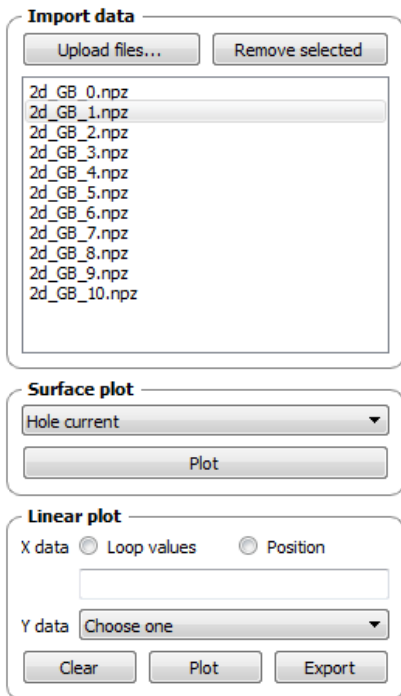 Import data
Upload files... Remove selected
2d_GB_0.npz
2d_GB_1.npz
2d_GB_2.npz
2d_GB_3.npz
2d_GB_4.npz
2d_GB_5.npz
2d_GB_6.npz
2d_GB_7.npz
2d_GB_8.npz
2d_GB_9.npz
2d_GB_10.npz
Surface plot
Hole current
Plot
Linear plot
X data Loop values Position
Y data Choose one
Clear Plot Export